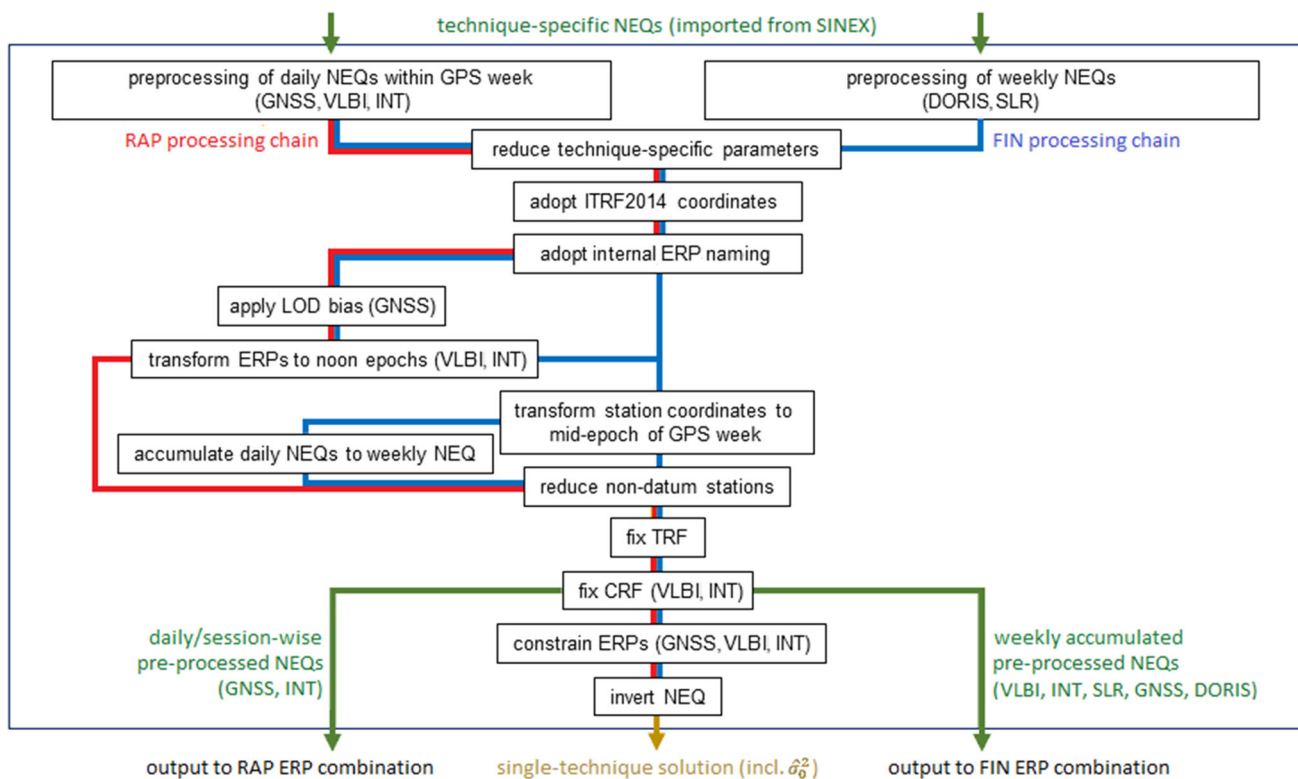 technique-specific NEQs (imported from SINEX)
preprocessing of daily NEQs within GPS week
(GNSS, VLBI, INT)
preprocessing of weekly NEQs
(DORIS, SLR)
RAP processing chain
FIN processing chain
reduce technique-specific parameters
adopt ITRF2014 coordinates
adopt internal ERP naming
apply LOD bias (GNSS)
transform ERPs to noon epochs (VLBI, INT)
transform station coordinates to
mid-epoch of GPS week
accumulate daily NEQs to weekly NEQ
reduce non-datum stations
fix TRF
fix CRF (VLBI, INT)
daily/session-wise
pre-processed NEQs
(GNSS, INT)
constrain ERPs (GNSS, VLBI, INT)
weekly accumulated
pre-processed NEQs
(VLBI, INT, SLR, GNSS, DORIS)
invert NEQ
output to RAP ERP combination
single-technique solution (incl. σ̂₀²)
output to FIN ERP combination